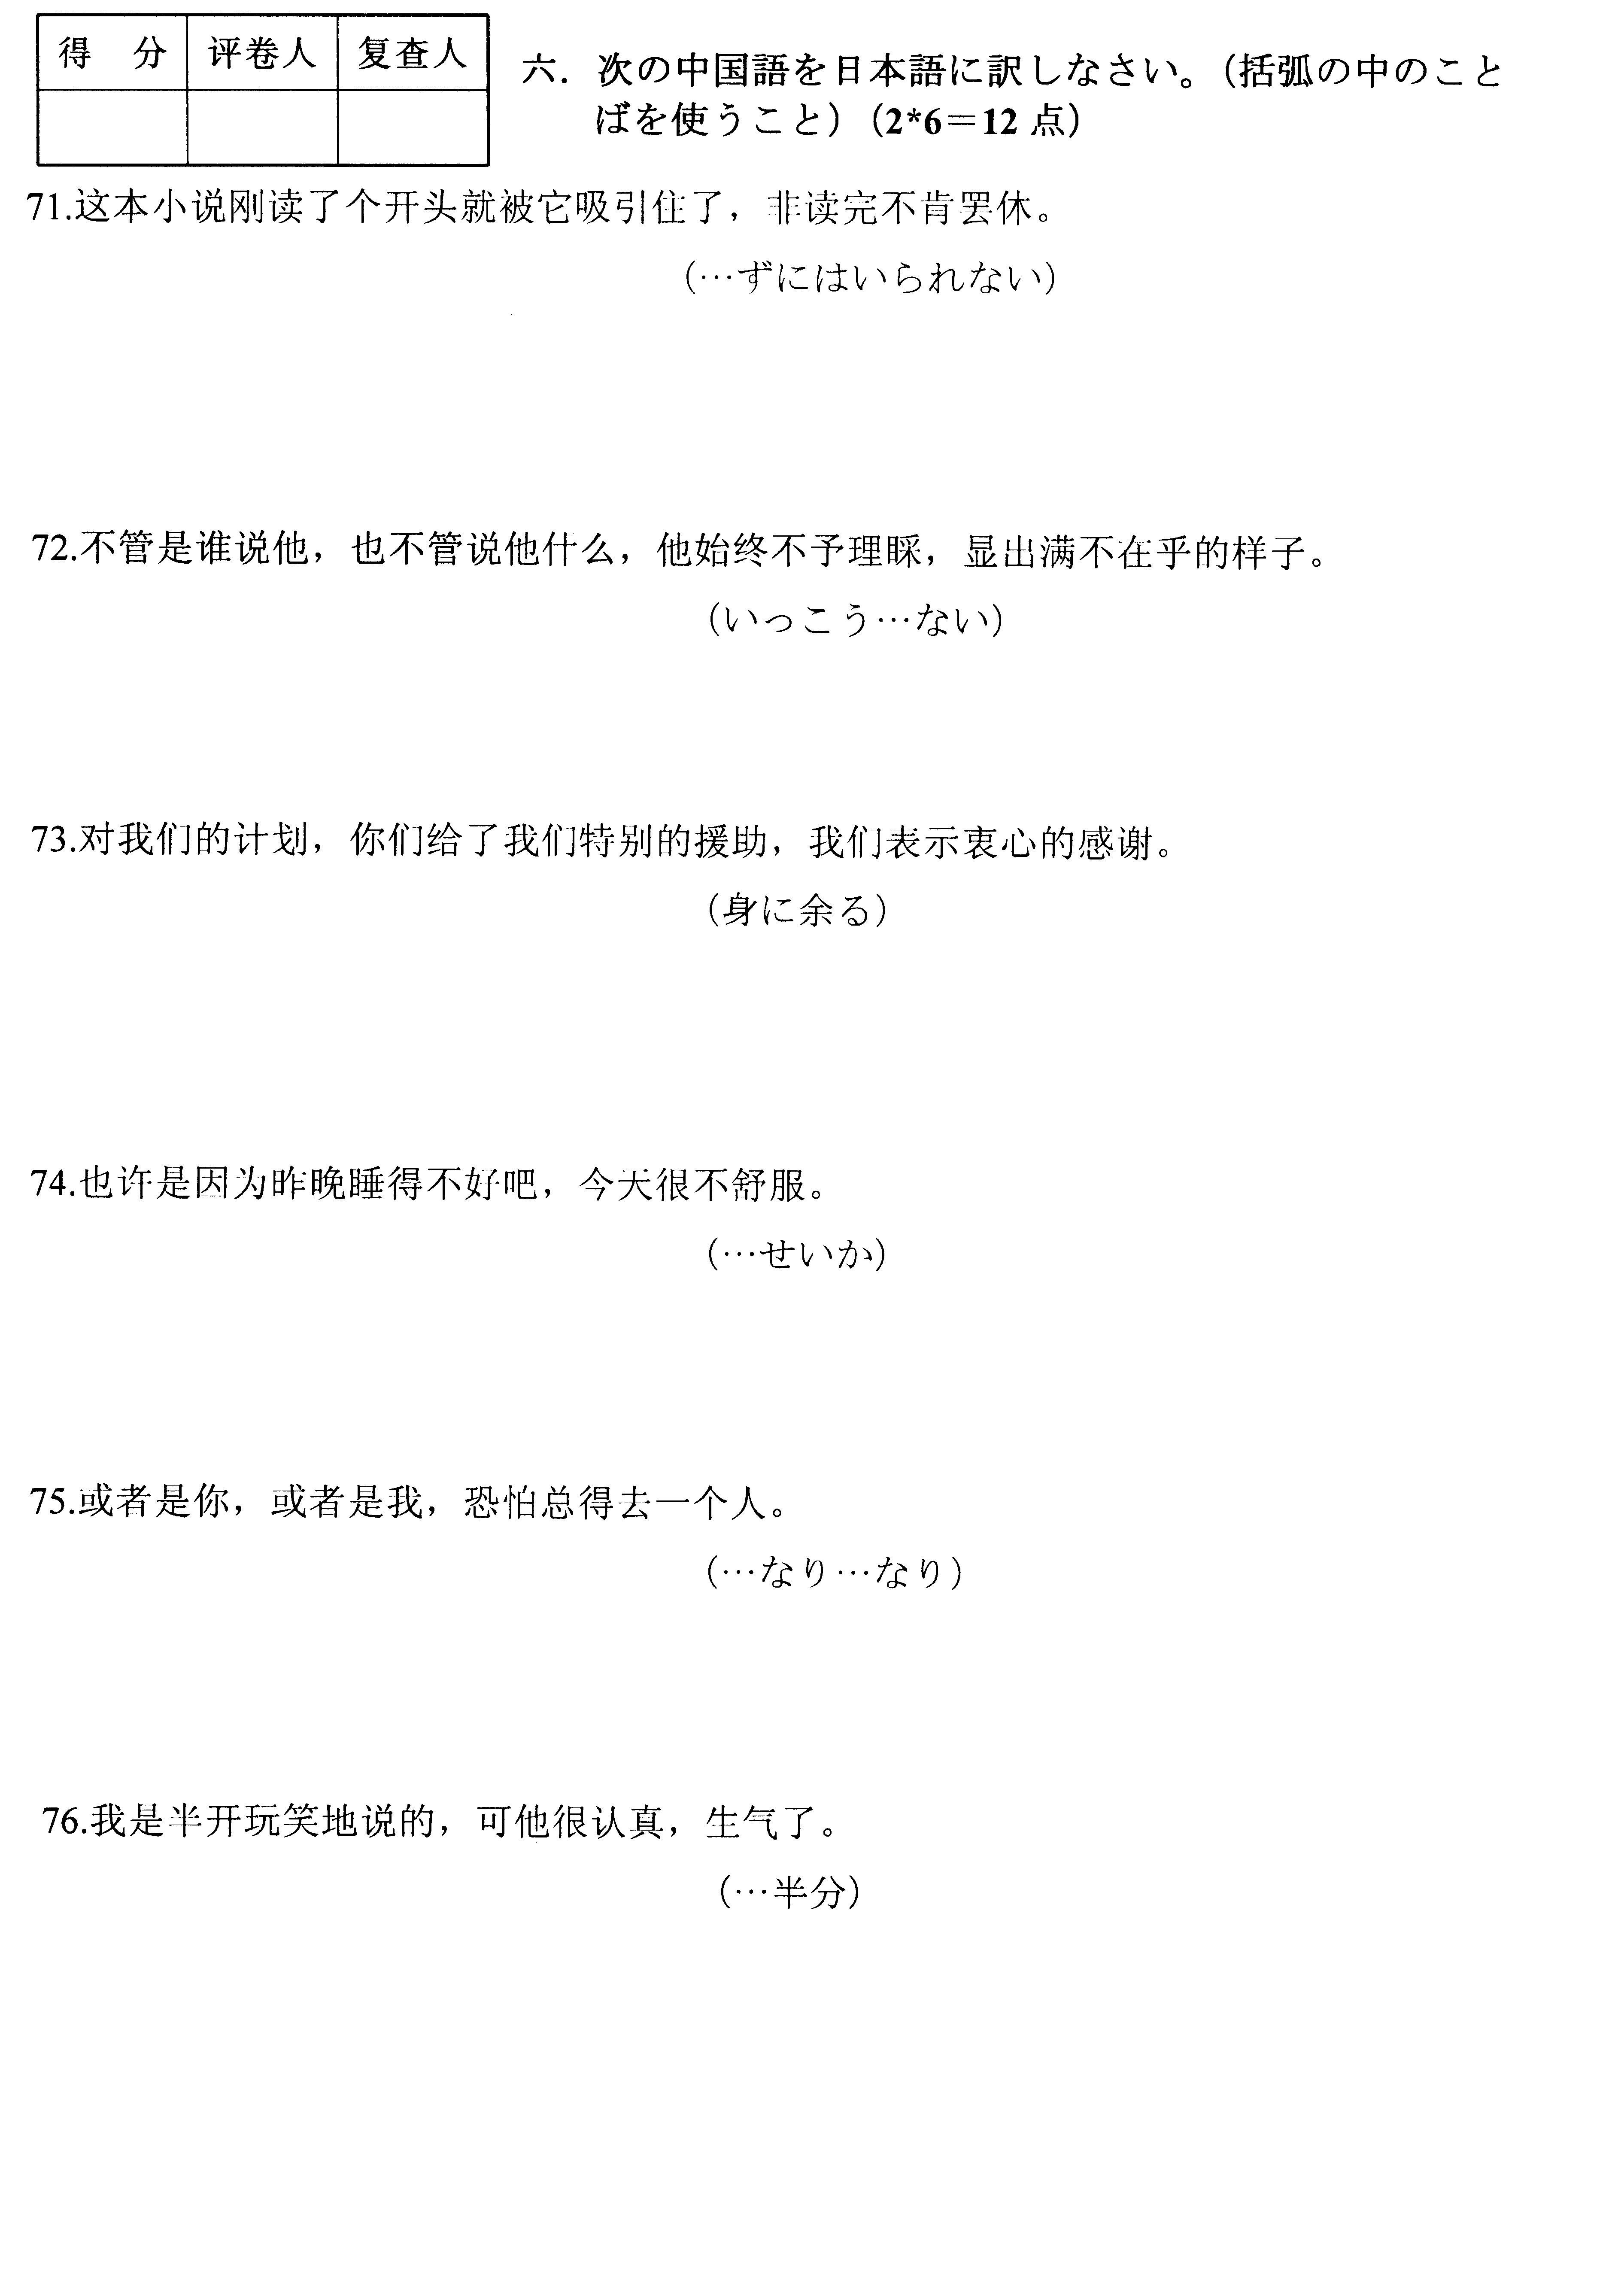 得 分 评卷人 复查人
六．次の中国語を日本語に訳しなさい。（括弧の中のこと
ばを使うこと）（2*6＝12 点）
71.这本小说刚读了个开头就被它吸引住了，非读完不肯罢休。
（…ずにはいられない）
72.不管是谁说他，也不管说他什么，他始终不予理睬，显出满不在乎的样子。
（いっこう…ない）
73.对我们的计划，你们给了我们特别的援助，我们表示衷心的感谢。
（身に余る）
74.也许是因为昨晚睡得不好吧，今天很不舒服。
（…せいか）
75.或者是你，或者是我，恐怕总得去一个人。
（…なり…なり）
76.我是半开玩笑地说的，可他很认真，生气了。
（…半分）